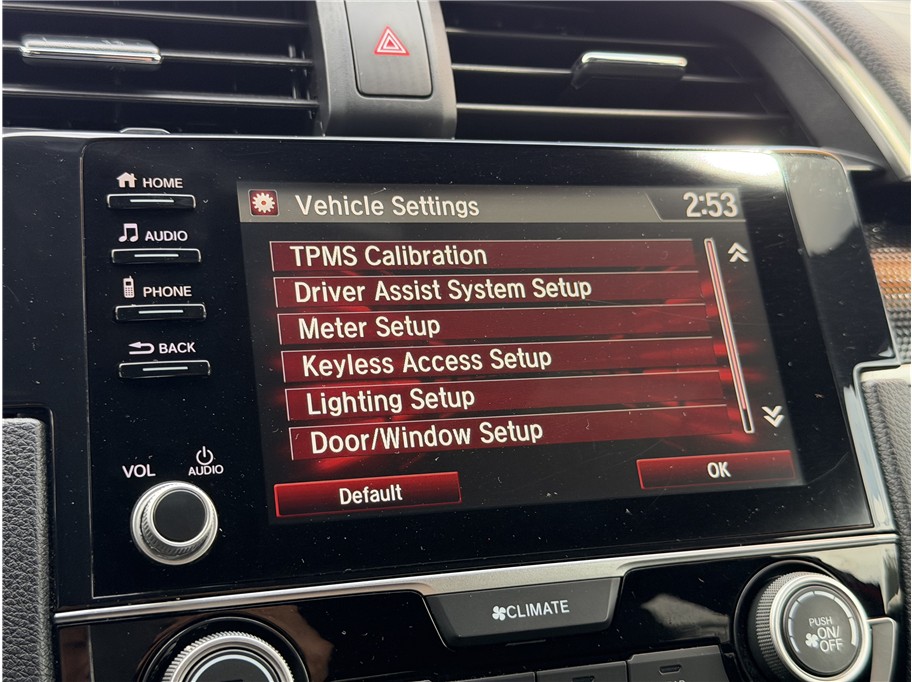 HOME
AUDIO
PHONE
BACK
VOL
AUDIO
Vehicle Settings
2:53
TPMS Calibration
Driver Assist System Setup
Meter Setup
Keyless Access Setup
Lighting Setup
Door/Window Setup
Default
OK
CLIMATE
PUSH
ON/
OFF